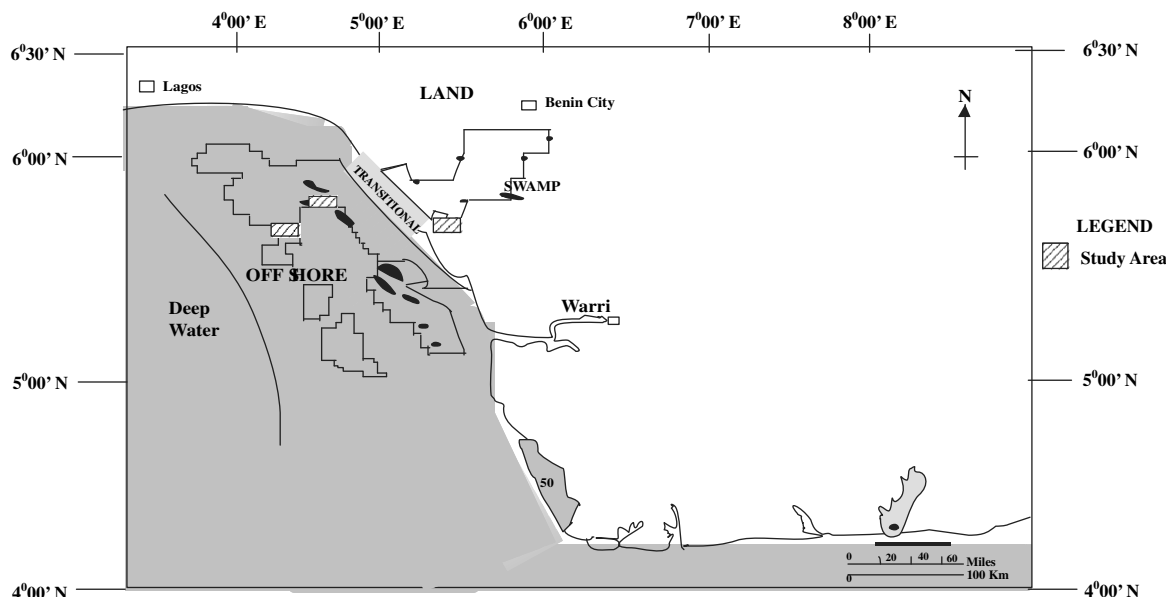 4⁰00' E
5⁰00' E
6⁰00' E
7⁰00' E
8⁰00' E
6⁰30' N
6⁰30' N
Lagos
LAND
Benin City
N
6⁰00' N
6⁰00' N
TRANSITIONAL
SWAMP
LEGEND
Study Area
OFF SHORE
Deep
Water
Warri
5⁰00' N
5⁰00' N
50
0 20 40 60 Miles
0 100 Km
4⁰00' N
4⁰00' N